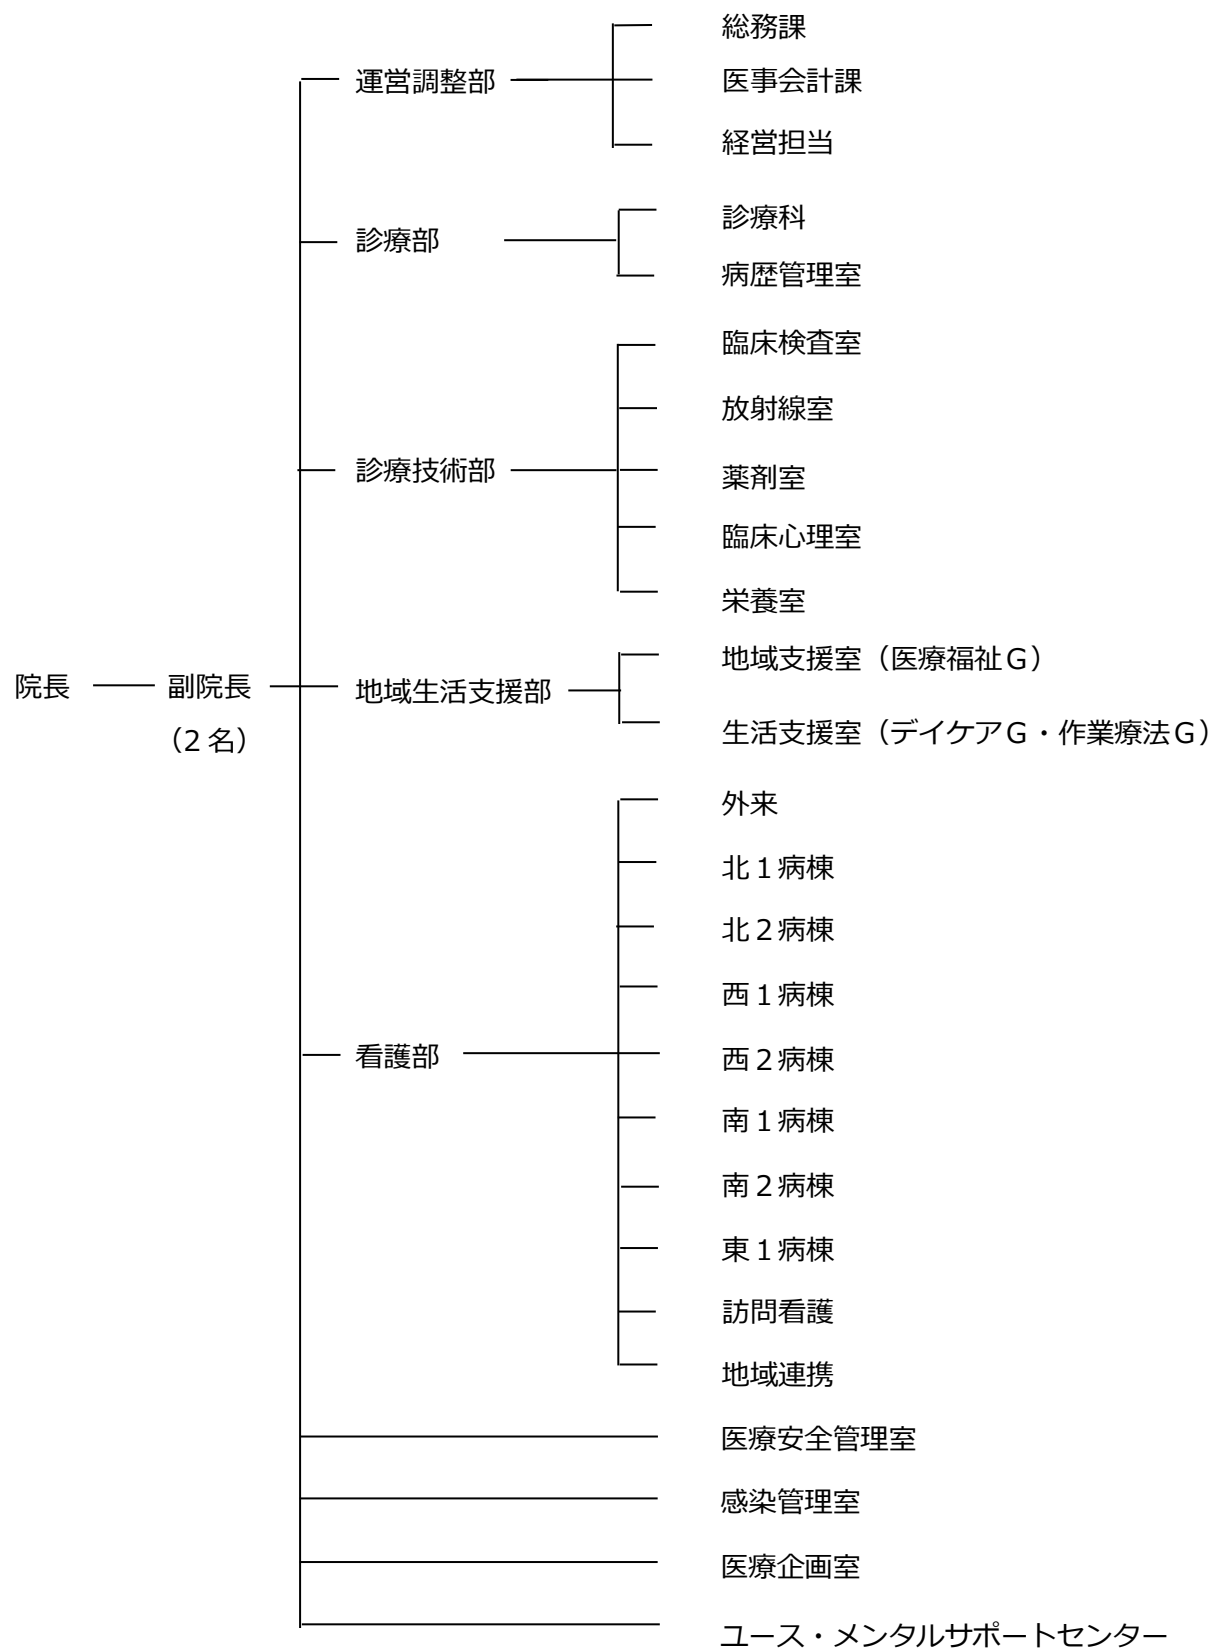 総務課
運営調整部
医事会計課
経営担当
診療科
診療部
病歴管理室
臨床検査室
放射線室
診療技術部
薬剤室
臨床心理室
栄養室
地域支援室（医療福祉Ｇ）
院長
副院長
（2名）
地域生活支援部
生活支援室（デイケアＧ・作業療法Ｇ）
外来
北１病棟
北２病棟
西１病棟
看護部
西２病棟
南１病棟
南２病棟
東１病棟
訪問看護
地域連携
医療安全管理室
感染管理室
医療企画室
ユース・メンタルサポートセンター